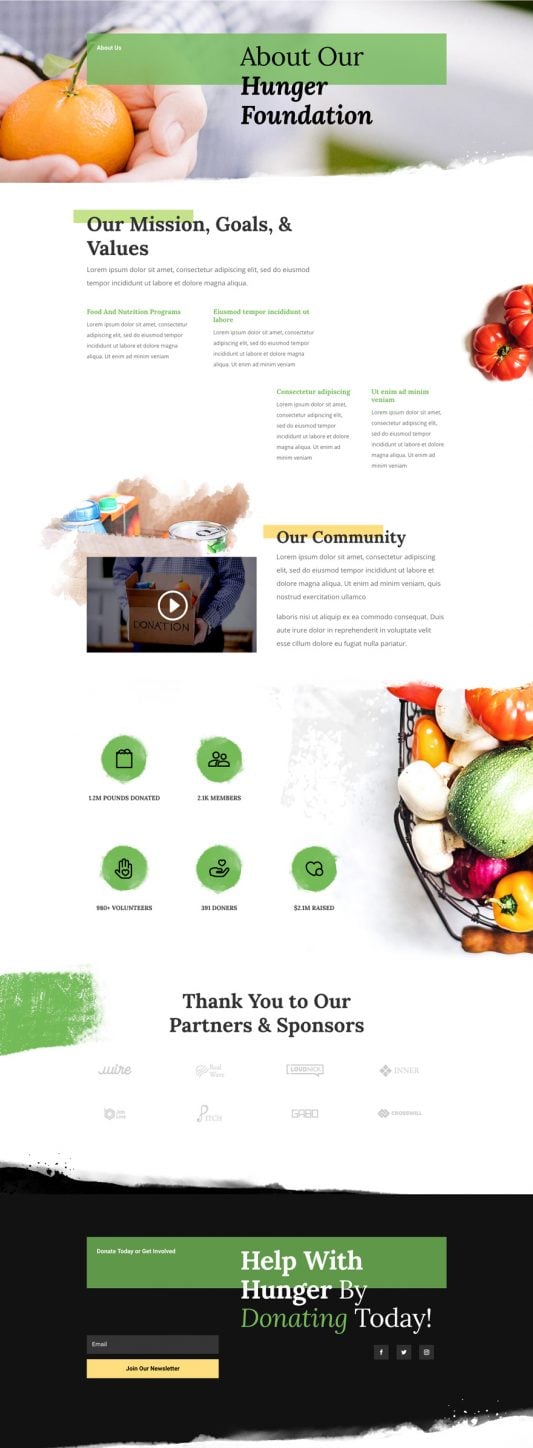 About Us
About Our
Hunger
Foundation
Our Mission, Goals, &
Values
Lorem ipsum dolor sit amet, consectetur adipiscing elit, sed do eiusmod
tempor incididunt ut labore et dolore magna aliqua.
Food And Nutrition Programs
Lorem ipsum dolor sit amet, consectetur
adipiscing elit, sed do eiusmod tempor
incididunt ut labore et dolore magna
aliqua. Ut enim ad minim veniam
Eiusmod tempor incididunt ut
labore
Lorem ipsum dolor sit amet, consectetur
adipiscing elit, sed do eiusmod tempor
incididunt ut labore et dolore magna
aliqua. Ut enim ad minim veniam
Consectetur adipiscing
Lorem ipsum dolor sit amet,
consectetur adipiscing elit,
sed do eiusmod tempor
incididunt ut labore et dolore
magna aliqua. Ut enim ad
minim veniam
Ut enim ad minim
veniam
Lorem ipsum dolor sit amet,
consectetur adipiscing elit,
sed do eiusmod tempor
incididunt ut labore et dolore
magna aliqua. Ut enim ad
minim veniam
DONATION
Our Community
Lorem ipsum dolor sit amet, consectetur adipiscing
elit, sed do eiusmod tempor incididunt ut labore et
dolore magna aliqua. Ut enim ad minim veniam, quis
nostrud exercitation ullamco
laboris nisi ut aliquip ex ea commodo consequat. Duis
aute irure dolor in reprehenderit in voluptate velit
esse cillum dolore eu fugiat nulla pariatur.
1.2M POUNDS DONATED
2.1K MEMBERS
980+ VOLUNTEERS
391 DONERS
$2.1M RAISED
Thank You to Our
Partners & Sponsors
wire
Real
Wave
LOUDNICK
INNER
JOB
LINK
PITCH
GABO
CROSSWILL
Donate Today or Get Involved
Help With
Hunger By
Donating Today!
Email
Join Our Newsletter